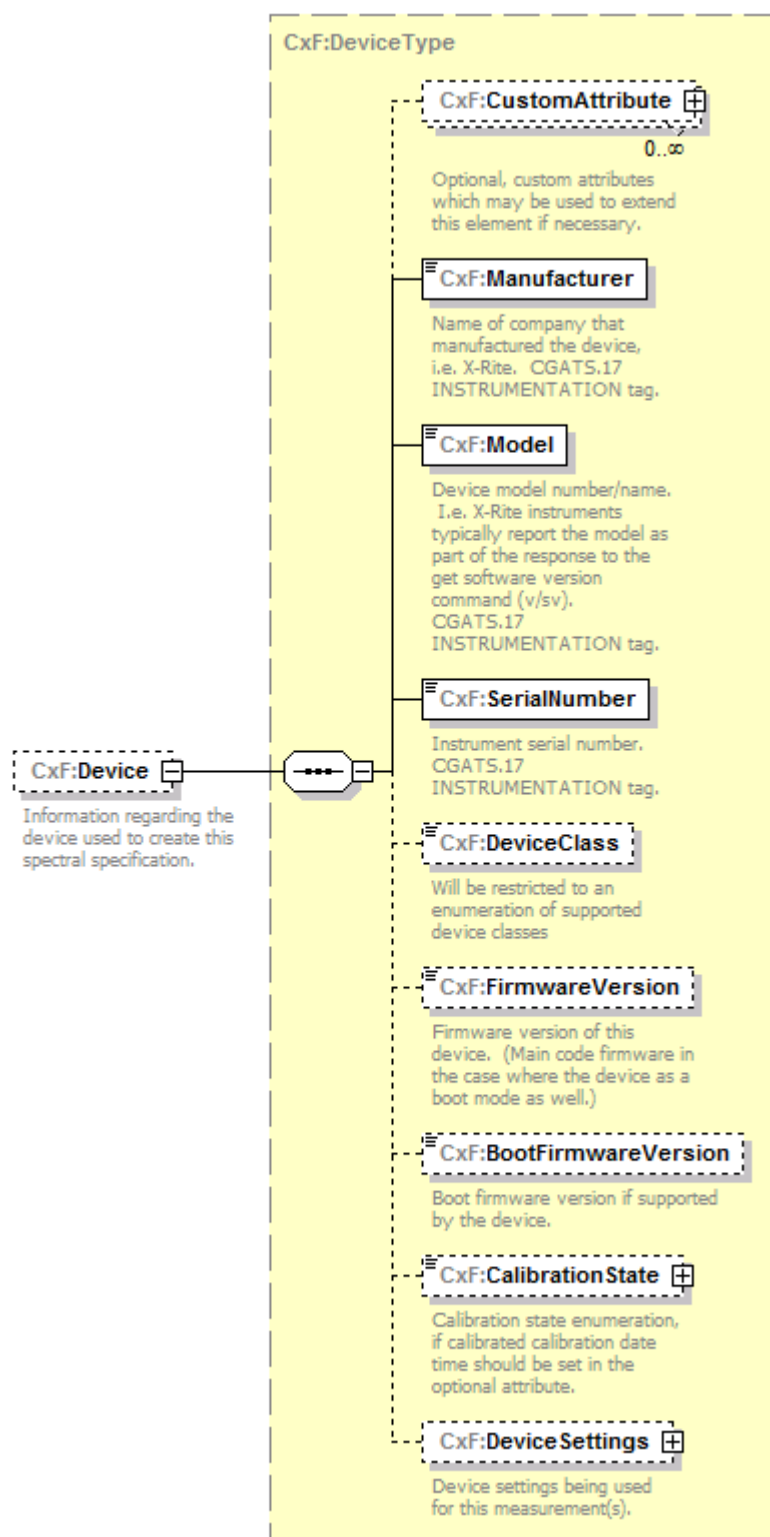 CxF:DeviceType
CxF:CustomAttribute
0..∞
Optional, custom attributes
which may be used to extend
this element if necessary.
CxF:Manufacturer
Name of company that
manufactured the device,
i.e. X-Rite.  CGATS.17
INSTRUMENTATION tag.
CxF:Model
Device model number/name.
I.e. X-Rite instruments
typically report the model as
part of the response to the
get software version
command (v/sv).
CGATS.17
INSTRUMENTATION tag.
CxF:SerialNumber
Instrument serial number.
CGATS.17
INSTRUMENTATION tag.
CxF:Device
Information regarding the
device used to create this
spectral specification.
CxF:DeviceClass
Will be restricted to an
enumeration of supported
device classes
CxF:FirmwareVersion
Firmware version of this
device.  (Main code firmware in
the case where the device as a
boot mode as well.)
CxF:BootFirmwareVersion
Boot firmware version if supported
by the device.
CxF:CalibrationState
Calibration state enumeration,
if calibrated calibration date
time should be set in the
optional attribute.
CxF:DeviceSettings
Device settings being used
for this measurement(s).